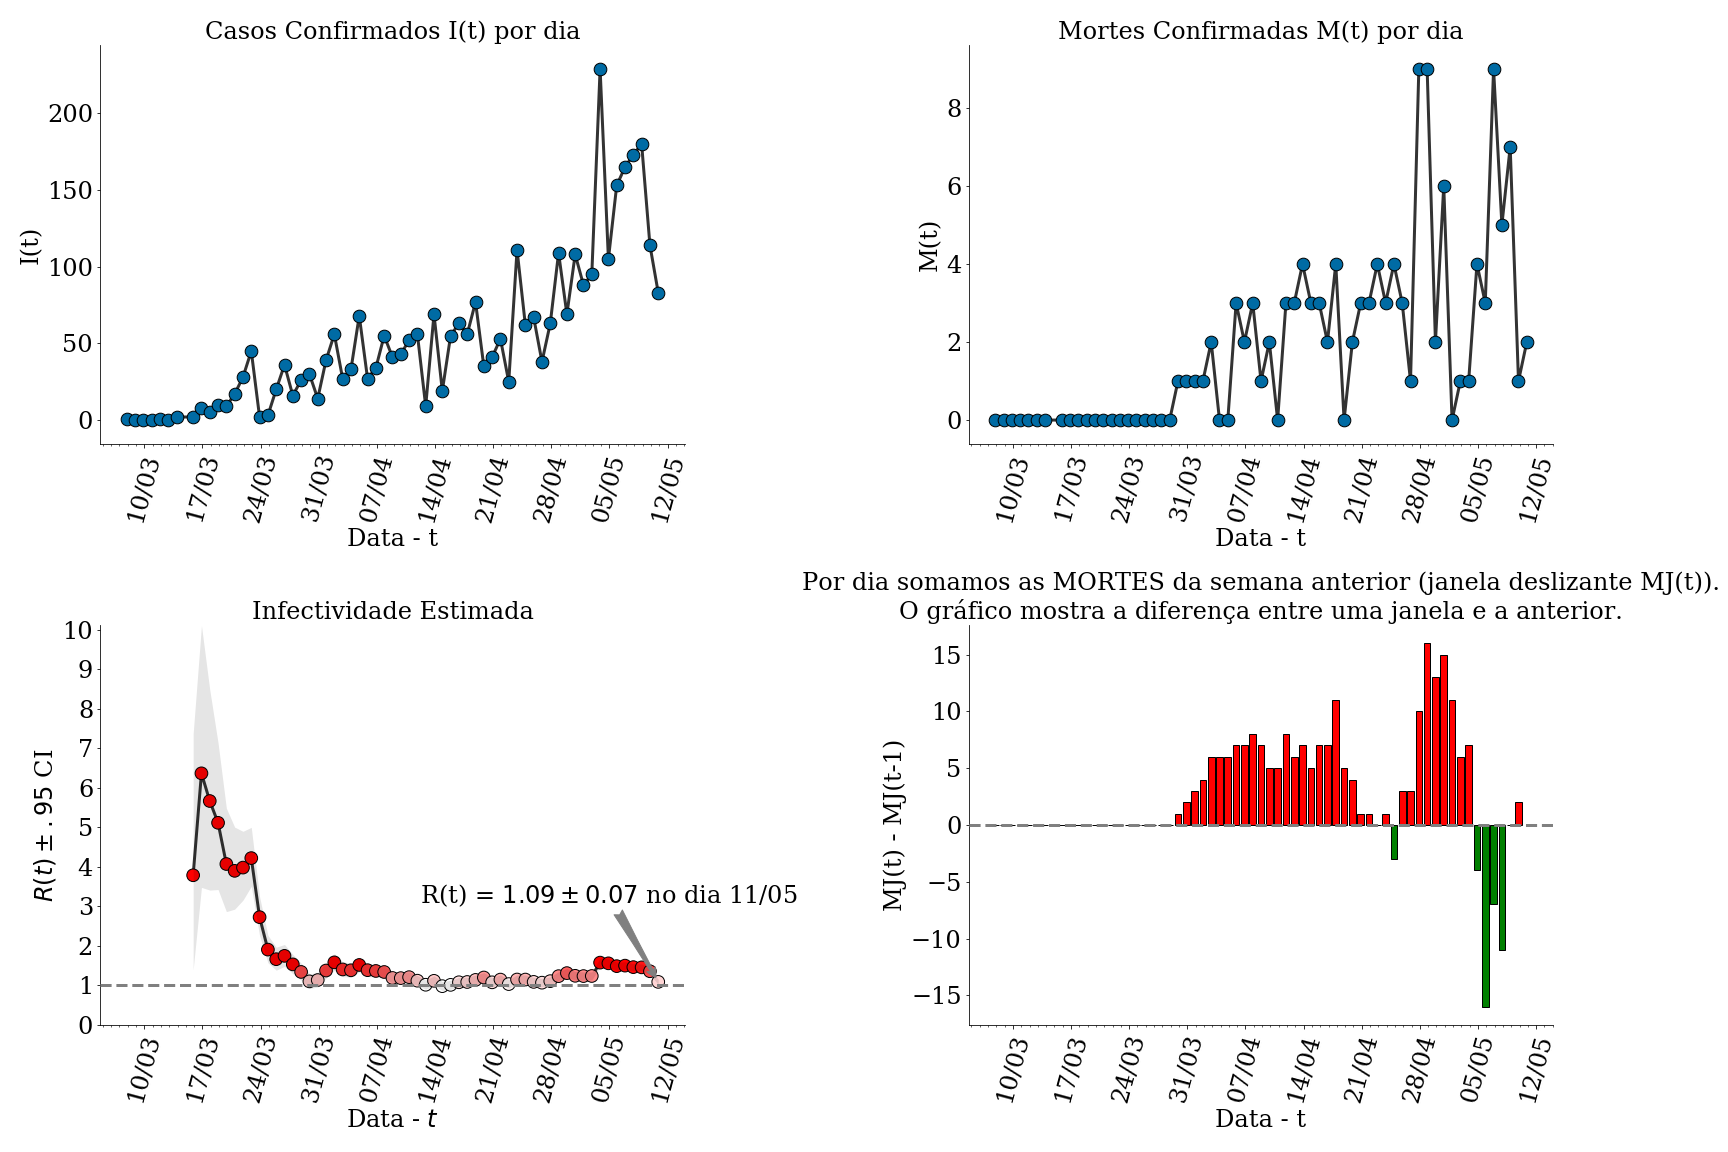 Casos Confirmados I(t) por dia
I(t)
200
150
100
50
0
10/03 17/03 24/03 31/03 07/04 14/04 21/04 28/04 05/05 12/05
Data - t
Mortes Confirmadas M(t) por dia
M(t)
8
6
4
2
0
10/03 17/03 24/03 31/03 07/04 14/04 21/04 28/04 05/05 12/05
Data - t
Infectividade Estimada
R(t) ± .95 CI
10
9
8
7
6
5
4
3
2
1
0
R(t) = 1.09 ± 0.07 no dia 11/05
10/03 17/03 24/03 31/03 07/04 14/04 21/04 28/04 05/05 12/05
Data - t
Por dia somamos as MORTES da semana anterior (janela deslizante MJ(t)).
O gráfico mostra a diferença entre uma janela e a anterior.
MJ(t) - MJ(t-1)
15
10
5
0
−5
−10
−15
10/03 17/03 24/03 31/03 07/04 14/04 21/04 28/04 05/05 12/05
Data - t